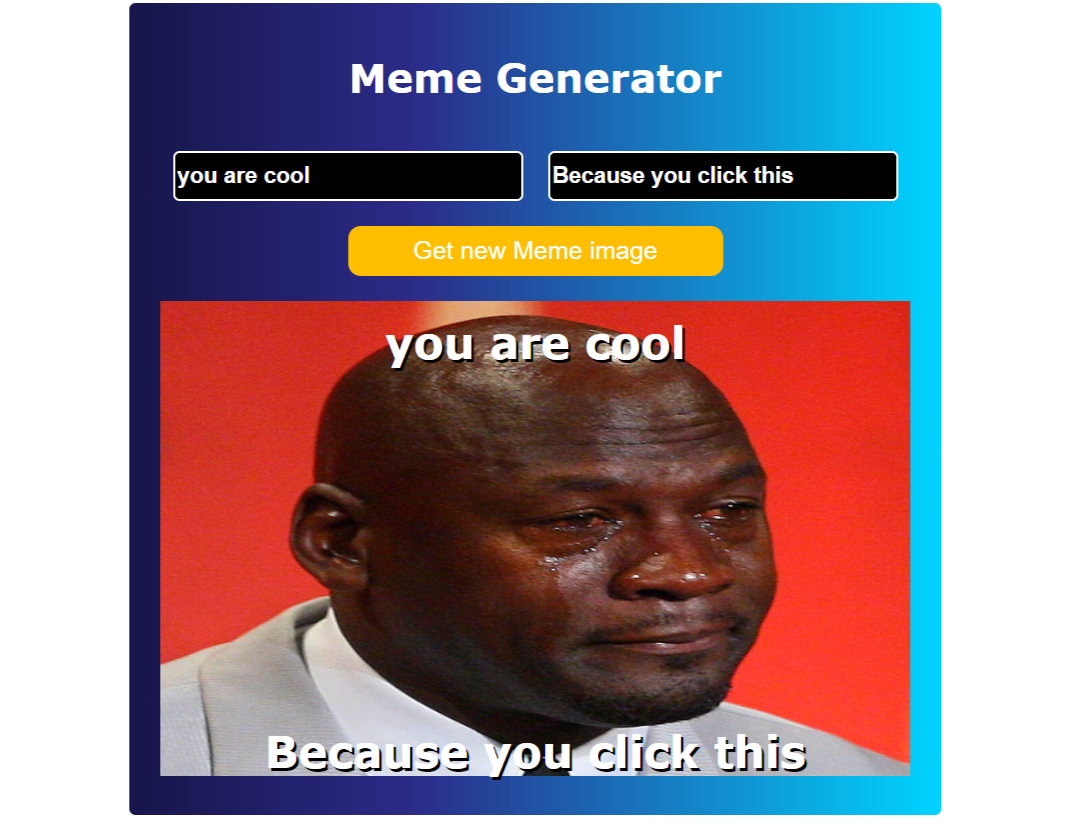 Meme Generator
you are cool
Because you click this
Get new Meme image
you are cool
Because you click this